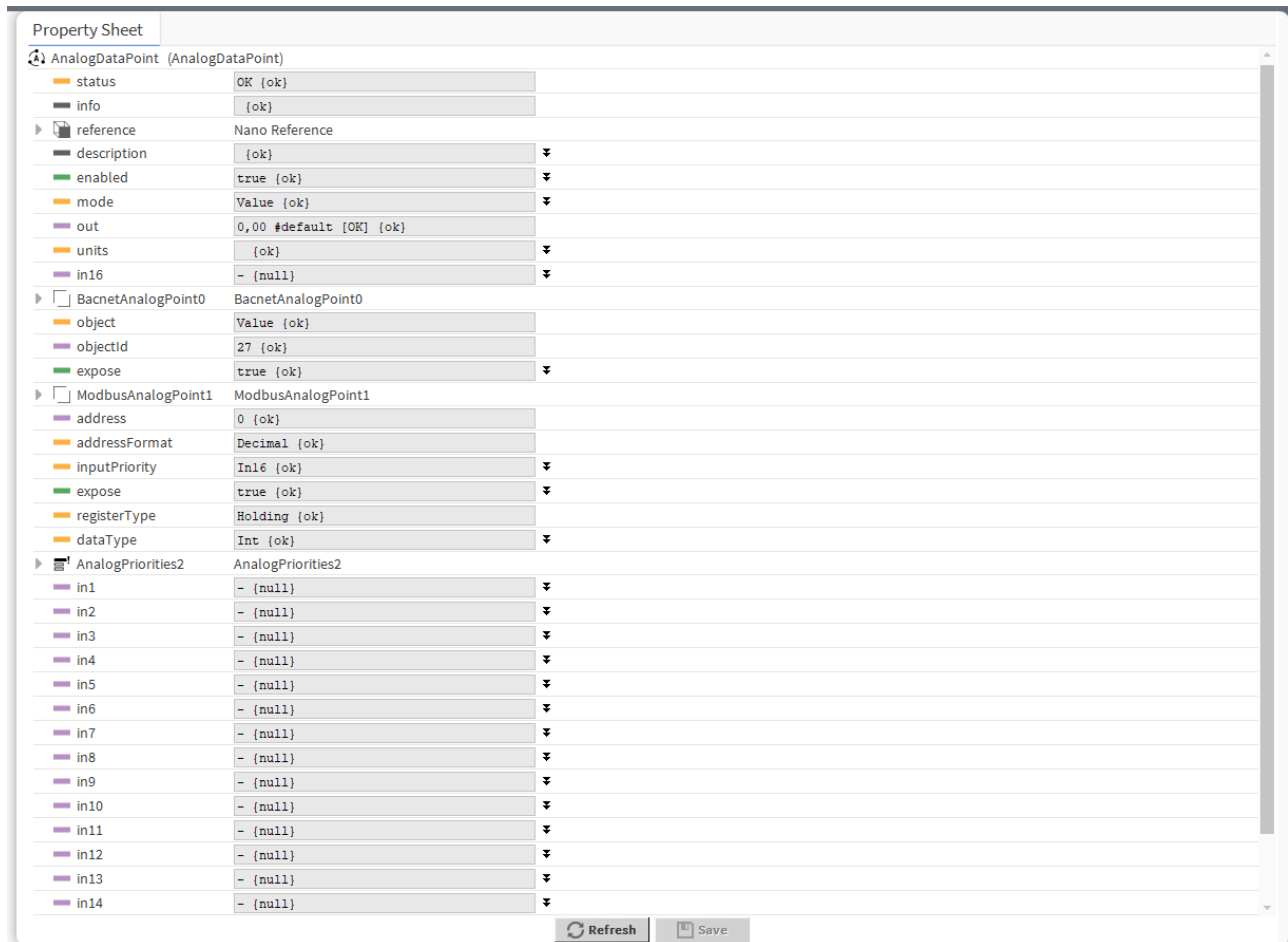 Property Sheet
AnalogDataPoint (AnalogDataPoint)
status OK {ok}
info {ok}
reference Nano Reference
description {ok}
enabled true {ok}
mode Value {ok}
out 0,00 #default [OK] {ok}
units {ok}
in16 - {null}
BacnetAnalogPoint0 BacnetAnalogPoint0
object Value {ok}
objectId 27 {ok}
expose true {ok}
ModbusAnalogPoint1 ModbusAnalogPoint1
address 0 {ok}
addressFormat Decimal {ok}
inputPriority In16 {ok}
expose true {ok}
registerType Holding {ok}
dataType Int {ok}
AnalogPriorities2 AnalogPriorities2
in1 - {null}
in2 - {null}
in3 - {null}
in4 - {null}
in5 - {null}
in6 - {null}
in7 - {null}
in8 - {null}
in9 - {null}
in10 - {null}
in11 - {null}
in12 - {null}
in13 - {null}
in14 - {null}
Refresh Save